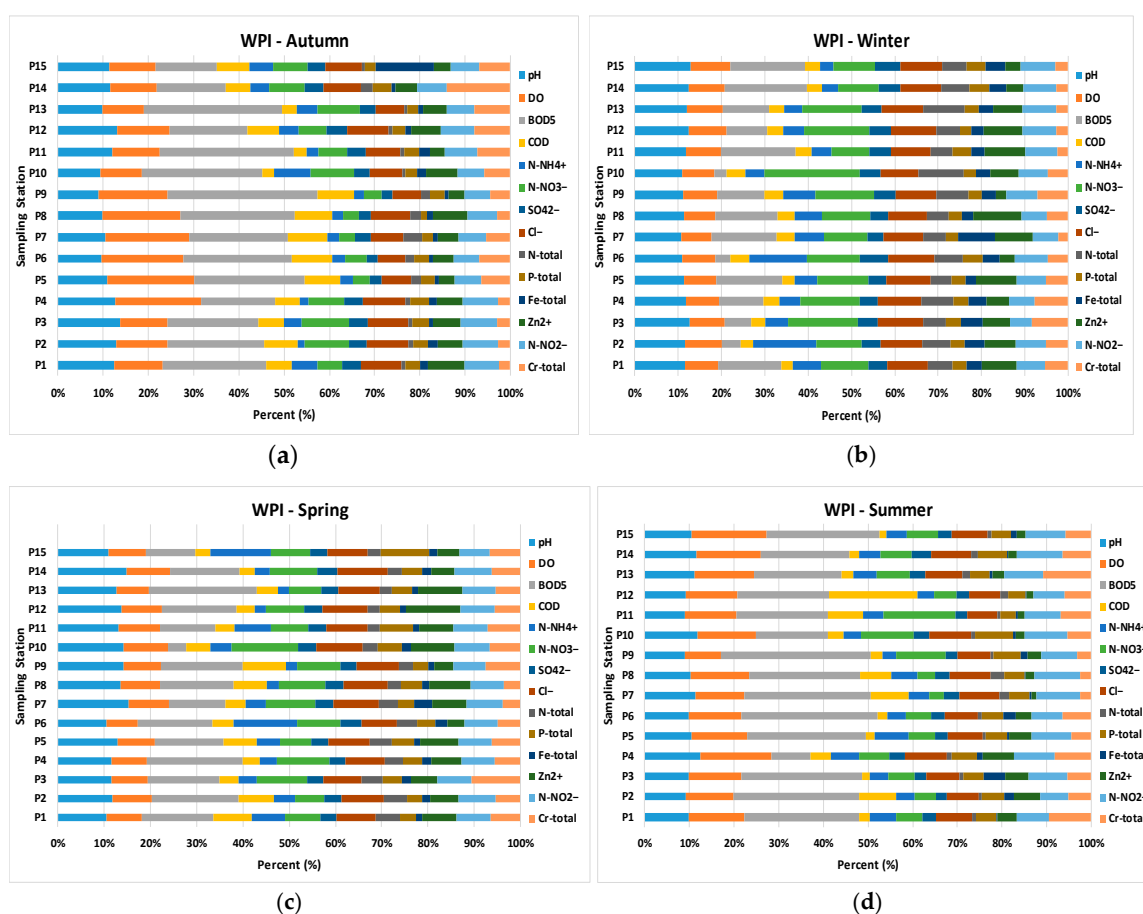 WPI - Autumn
Sampling Station
P15
P14
P13
P12
P11
P10
P9
P8
P7
P6
P5
P4
P3
P2
P1
0% 10% 20% 30% 40% 50% 60% 70% 80% 90% 100%
Percent (%)
pH
DO
BOD5
COD
N-NH4+
N-NO3−
SO42−
Cl−
N-total
P-total
Fe-total
Zn2+
N-NO2−
Cr-total
(a)
WPI - Winter
Sampling Station
P15
P14
P13
P12
P11
P10
P9
P8
P7
P6
P5
P4
P3
P2
P1
0% 10% 20% 30% 40% 50% 60% 70% 80% 90% 100%
Percent (%)
pH
DO
BOD5
COD
N-NH4+
N-NO3−
SO42−
Cl−
N-total
P-total
Fe-total
Zn2+
N-NO2−
Cr-total
(b)
WPI - Spring
Sampling Station
P15
P14
P13
P12
P11
P10
P9
P8
P7
P6
P5
P4
P3
P2
P1
0% 10% 20% 30% 40% 50% 60% 70% 80% 90% 100%
Percent (%)
pH
DO
BOD5
COD
N-NH4+
N-NO3−
SO42−
Cl−
N-total
P-total
Fe-total
Zn2+
N-NO2−
Cr-total
(c)
WPI - Summer
Sampling Station
P15
P14
P13
P12
P11
P10
P9
P8
P7
P6
P5
P4
P3
P2
P1
0% 10% 20% 30% 40% 50% 60% 70% 80% 90% 100%
Percent (%)
pH
DO
BOD5
COD
N-NH4+
N-NO3−
SO42−
Cl−
N-total
P-total
Fe-total
Zn2+
N-NO2−
Cr-total
(d)